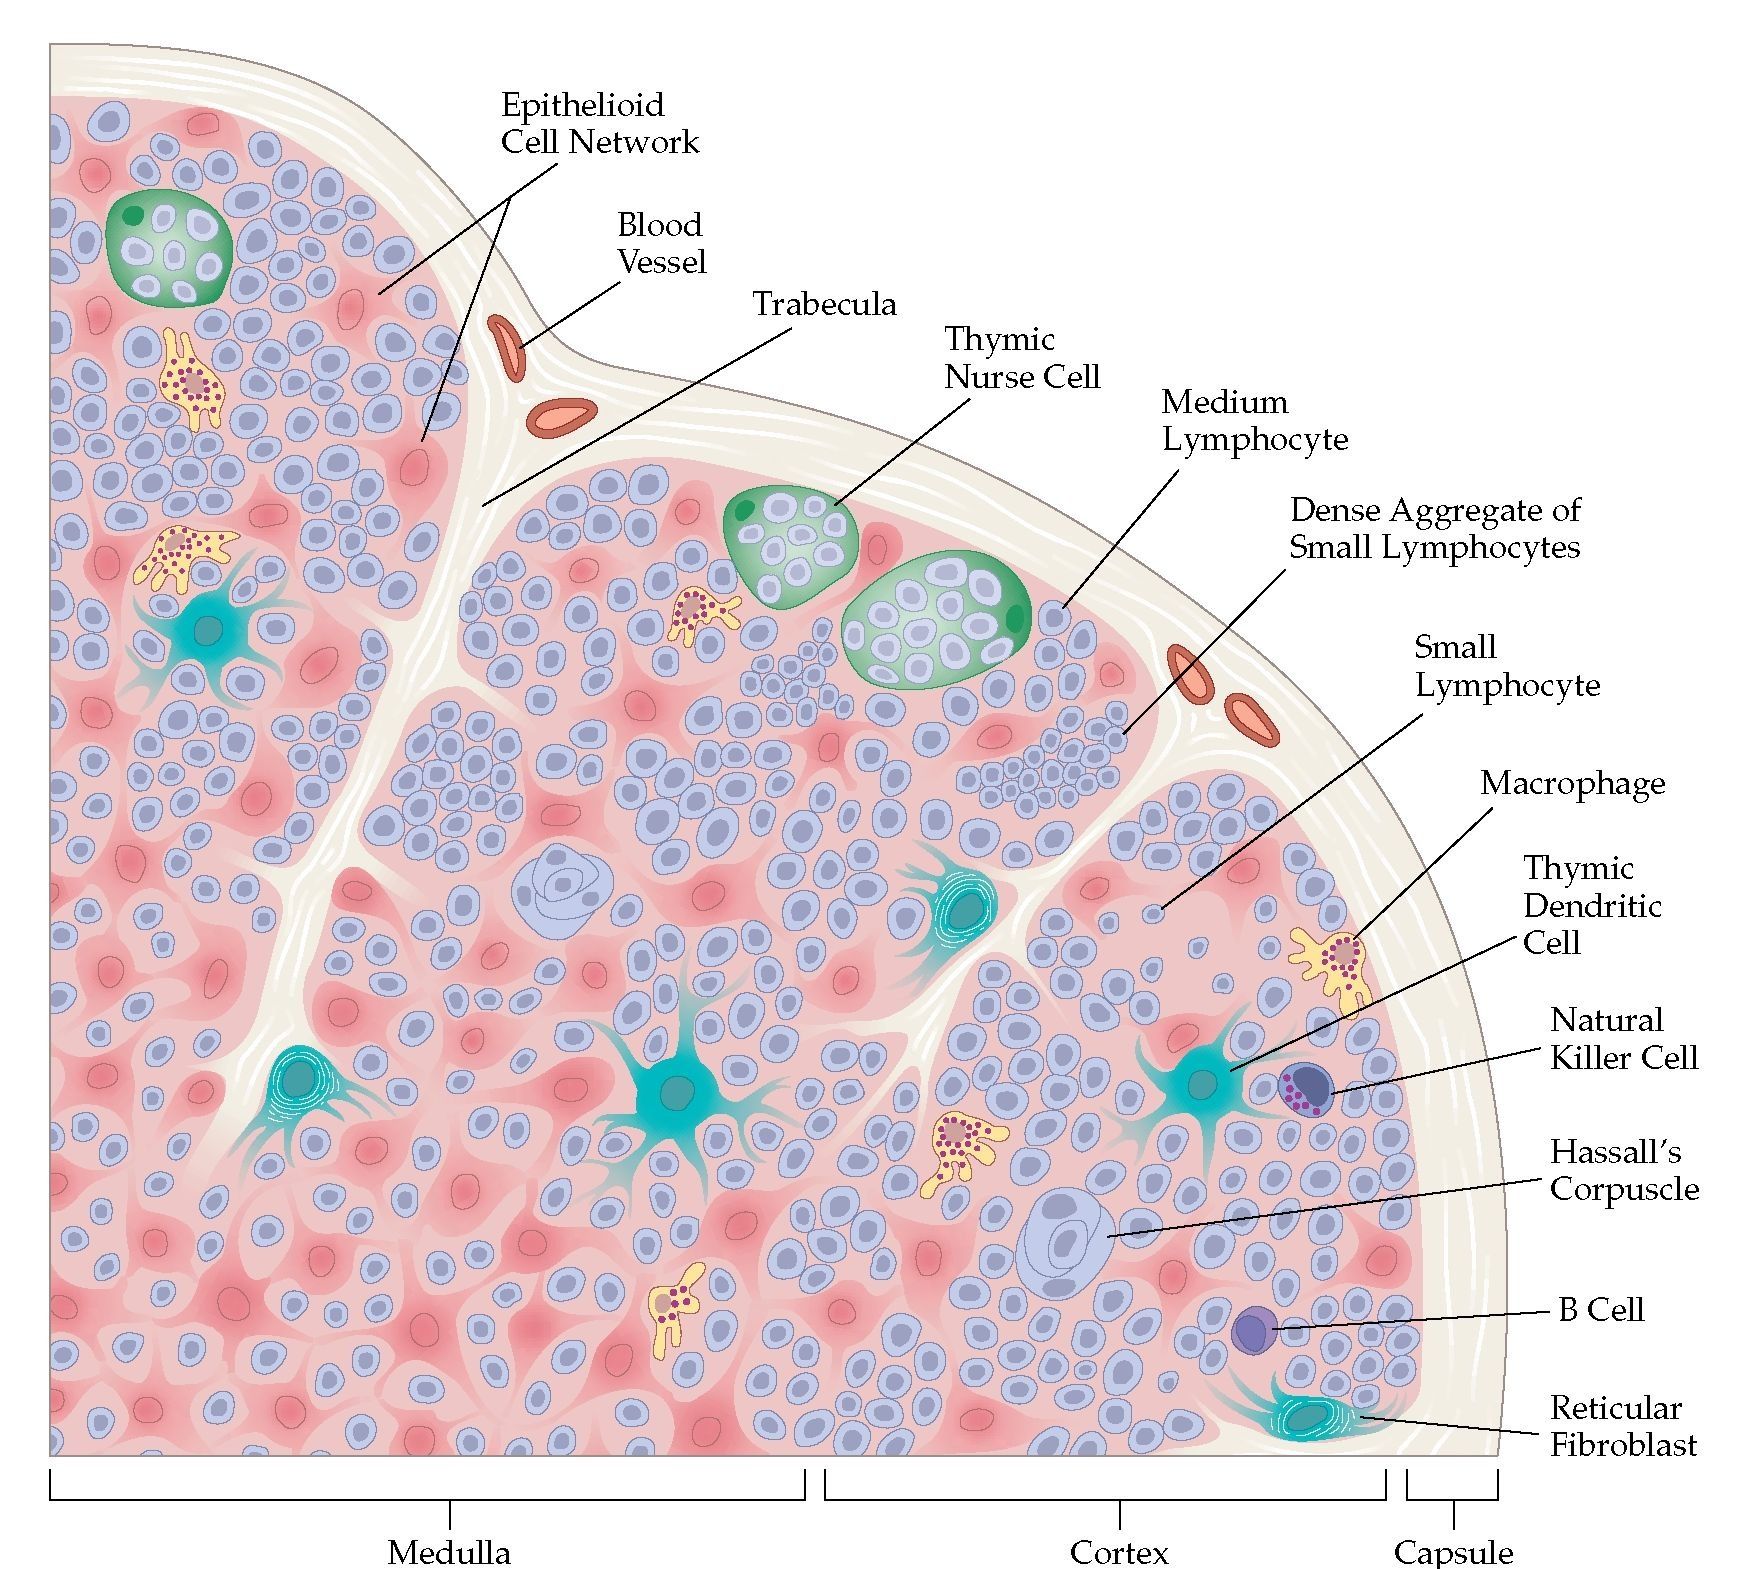 Epithelioid
Cell Network
Blood
Vessel
Trabecula
Thymic
Nurse Cell
Medium
Lymphocyte
Dense Aggregate of
Small Lymphocytes
Small
Lymphocyte
Macrophage
Thymic
Dendritic
Cell
Natural
Killer Cell
Hassall's
Corpuscle
B Cell
Reticular
Fibroblast
Medulla
Cortex
Capsule